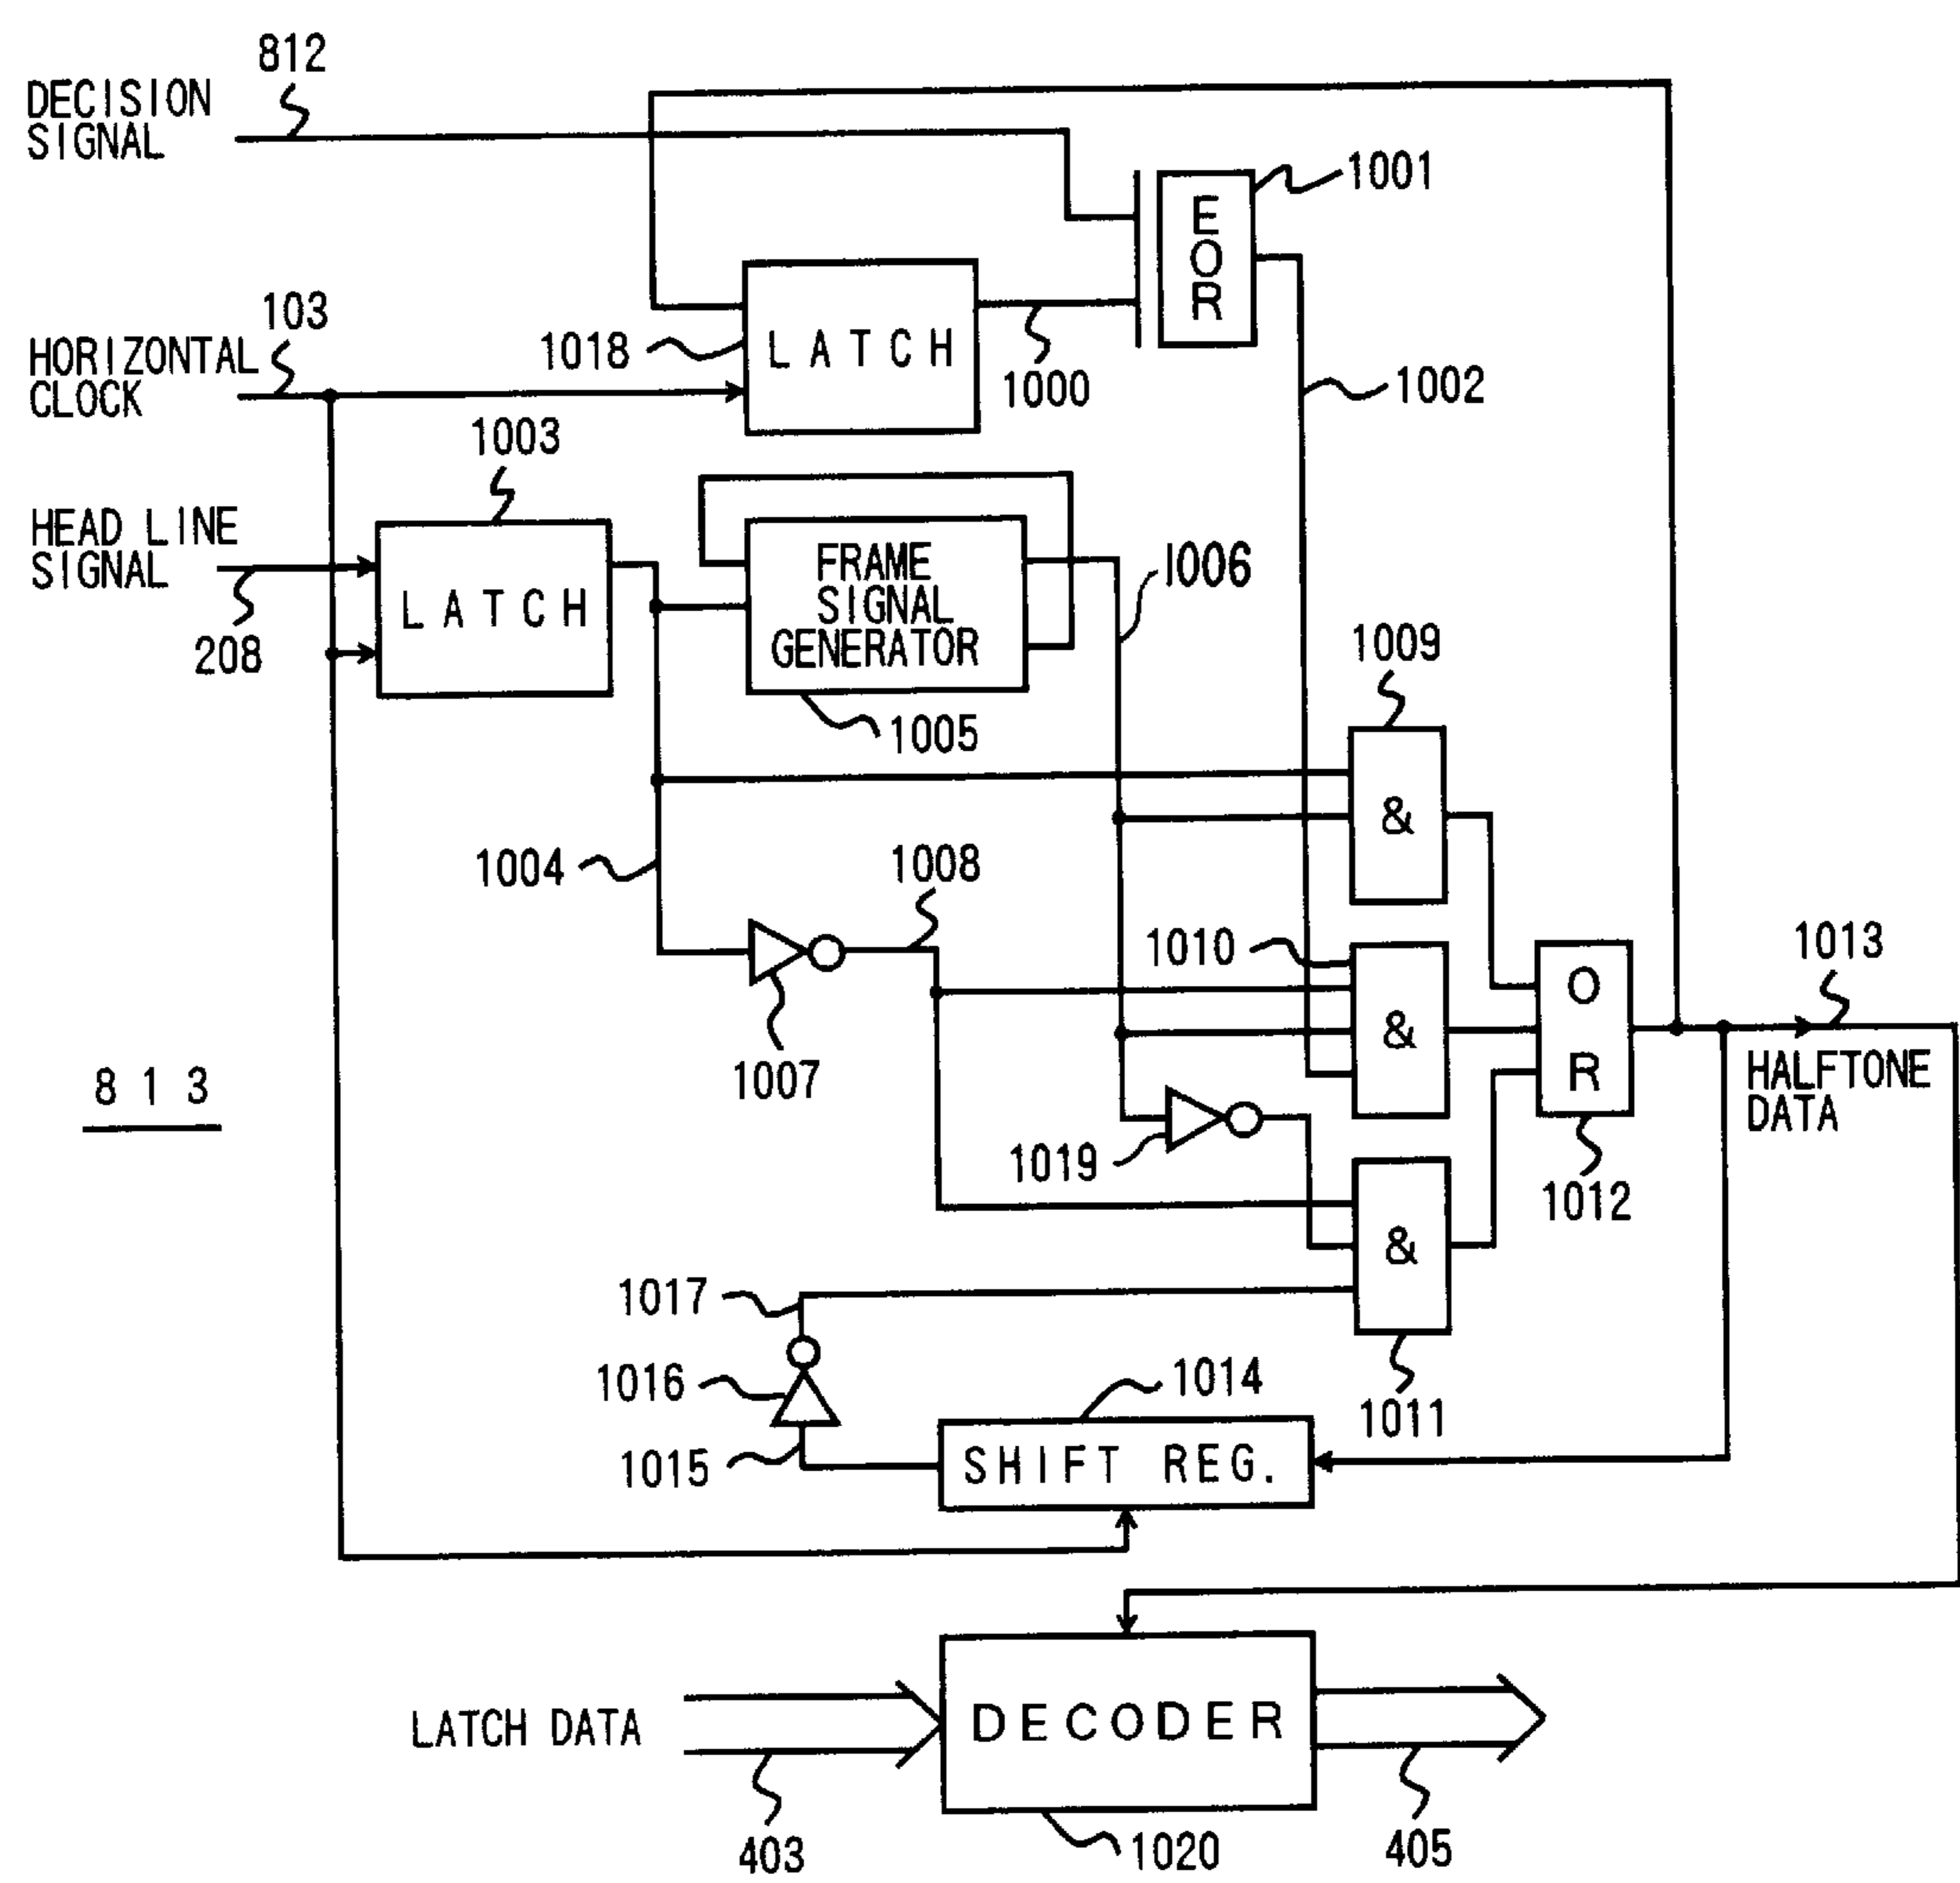 812
DECISION
SIGNAL
1001
EOR
103
HORIZONTAL
CLOCK
1018
LATCH
1000
1002
1003
HEAD LINE
SIGNAL
208
LATCH
FRAME
SIGNAL
GENERATOR
1006
1005
1009
&
1004
1008
1010
&
1007
1019
OR
1013
HALFTONE
DATA
1012
813
&
1017
1016
1014
1011
1015
SHIFT REG.
LATCH DATA
DECODER
403
1020
405